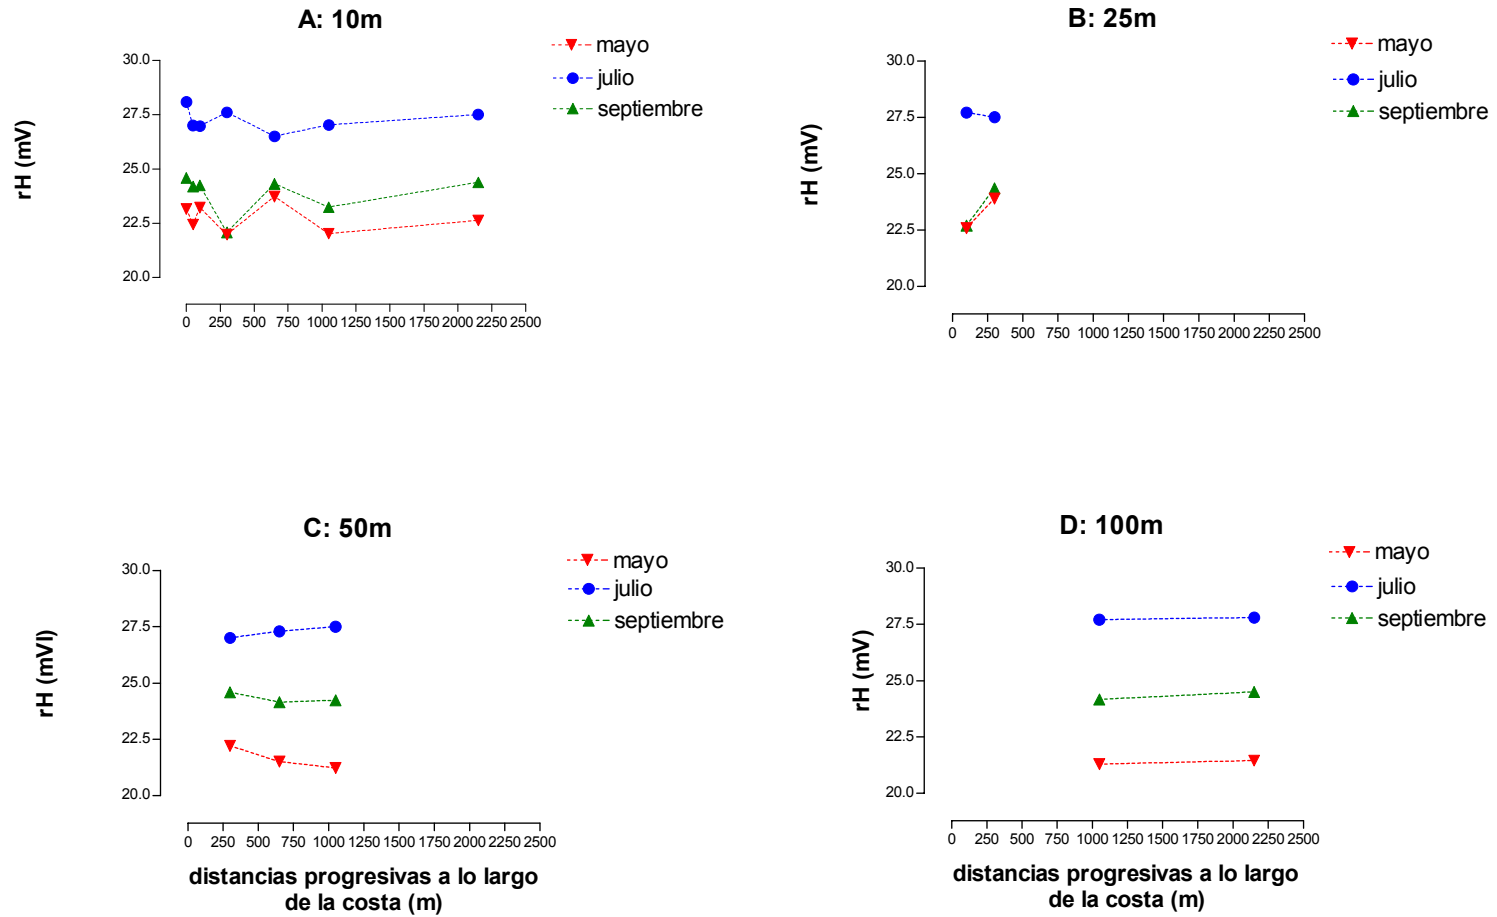 A: 10m
mayo
julio
septiembre
rH (mV)
30.0
27.5
25.0
22.5
20.0
0 250 500 750 1000 1250 1500 1750 2000 2250 2500
B: 25m
mayo
julio
septiembre
rH (mV)
30.0
27.5
25.0
22.5
20.0
0 250 500 750 1000 1250 1500 1750 2000 2250 2500
C: 50m
mayo
julio
septiembre
rH (mVl)
30.0
27.5
25.0
22.5
20.0
0 250 500 750 1000 1250 1500 1750 2000 2250 2500
distancias progresivas a lo largo
de la costa (m)
D: 100m
mayo
julio
septiembre
rH (mV)
30.0
27.5
25.0
22.5
20.0
0 250 500 750 1000 1250 1500 1750 2000 2250 2500
distancias progresivas a lo largo
de la costa (m)